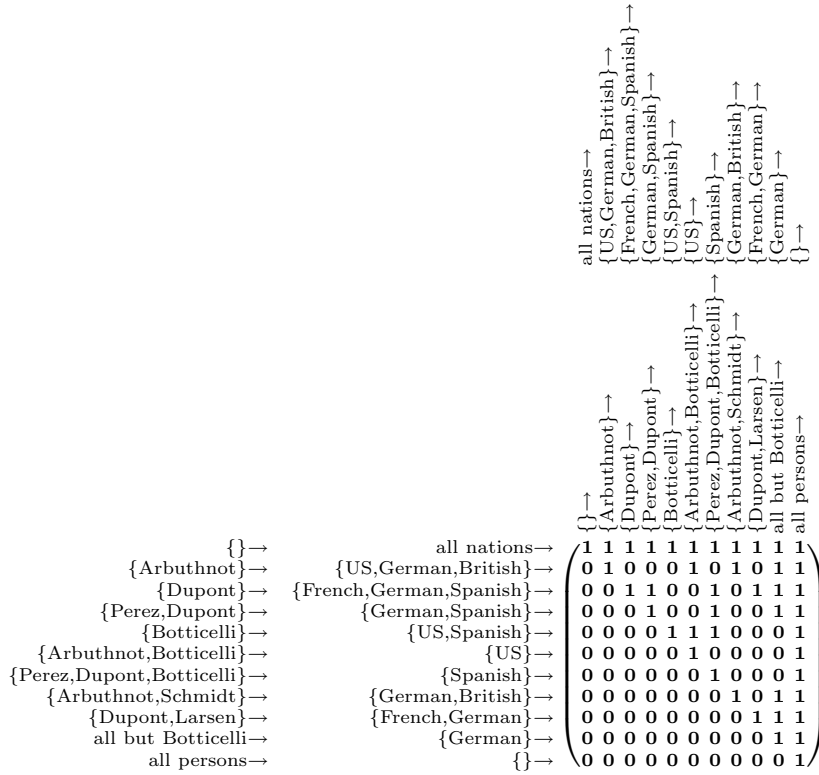 all nations→
{US,German,British}→
{French,German,Spanish}→
{German,Spanish}→
{US,Spanish}→
{US}→
{Spanish}→
{German,British}→
{French,German}→
{German}→
{}→
{}→
{Arbuthnot}→
{Dupont}→
{Perez,Dupont}→
{Botticelli}→
{Arbuthnot,Botticelli}→
{Perez,Dupont,Botticelli}→
{Arbuthnot,Schmidt}→
{Dupont,Larsen}→
all but Botticelli→
all persons→
{}→ all nations→ 1 1 1 1 1 1 1 1 1 1 1
{Arbuthnot}→ {US,German,British}→ 0 1 0 0 0 1 0 1 0 1 1
{Dupont}→ {French,German,Spanish}→ 0 0 1 1 0 0 1 0 1 1 1
{Perez,Dupont}→ {German,Spanish}→ 0 0 0 1 0 0 1 0 0 1 1
{Botticelli}→ {US,Spanish}→ 0 0 0 0 1 1 1 0 0 0 1
{Arbuthnot,Botticelli}→ {US}→ 0 0 0 0 0 1 0 0 0 0 1
{Perez,Dupont,Botticelli}→ {Spanish}→ 0 0 0 0 0 0 1 0 0 0 1
{Arbuthnot,Schmidt}→ {German,British}→ 0 0 0 0 0 0 0 1 0 1 1
{Dupont,Larsen}→ {French,German}→ 0 0 0 0 0 0 0 0 1 1 1
all but Botticelli→ {German}→ 0 0 0 0 0 0 0 0 0 1 1
all persons→ {}→ 0 0 0 0 0 0 0 0 0 0 1